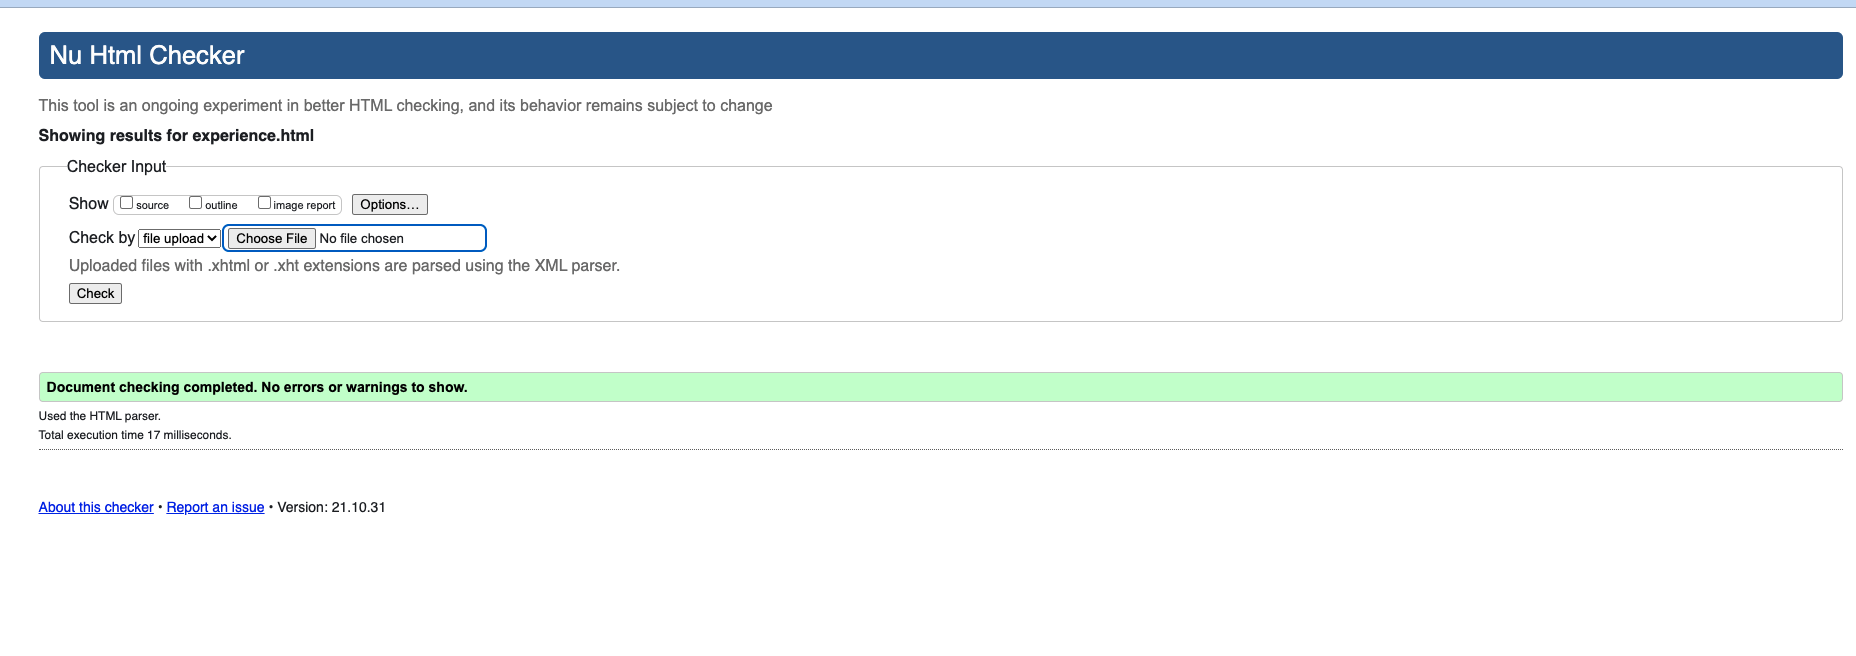 Nu Html Checker
This tool is an ongoing experiment in better HTML checking, and its behavior remains subject to change
Showing results for experience.html
Checker Input
Show source outline image report Options...
Check by file upload Choose File No file chosen
Uploaded files with .xhtml or .xht extensions are parsed using the XML parser.
Check
Document checking completed. No errors or warnings to show.
Used the HTML parser.
Total execution time 17 milliseconds.
About this checker • Report an issue • Version: 21.10.31